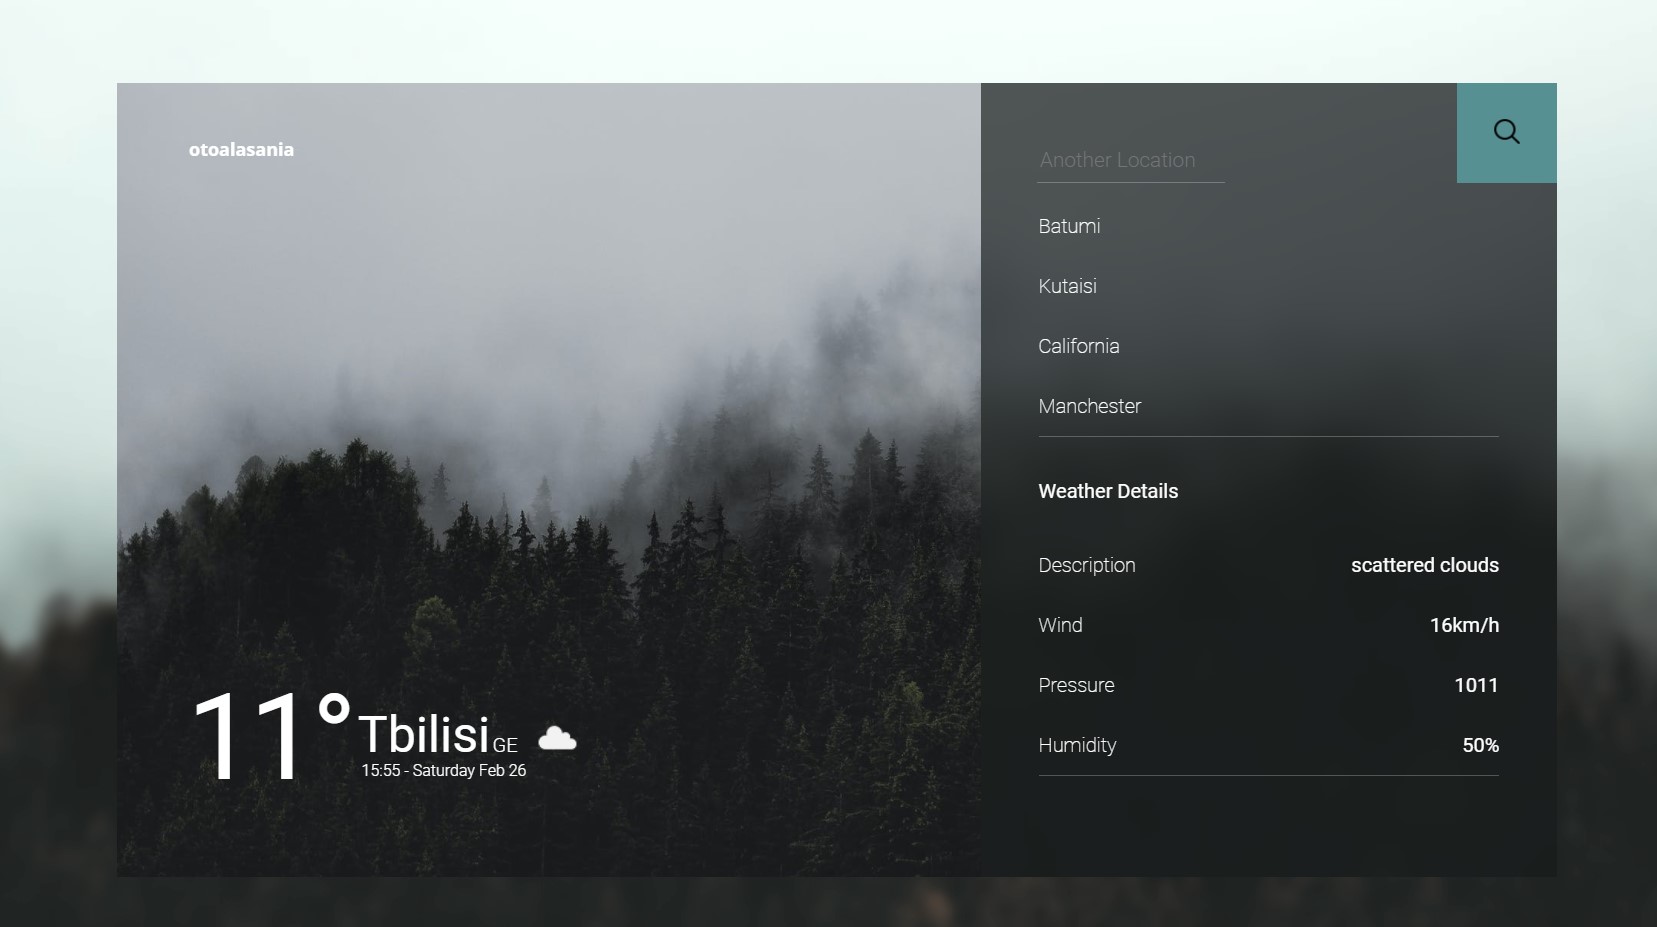 otoalasania
11° Tbilisi GE
15:55 - Saturday Feb 26
Another Location
Batumi
Kutaisi
California
Manchester
Weather Details
Description scattered clouds
Wind 16km/h
Pressure 1011
Humidity 50%